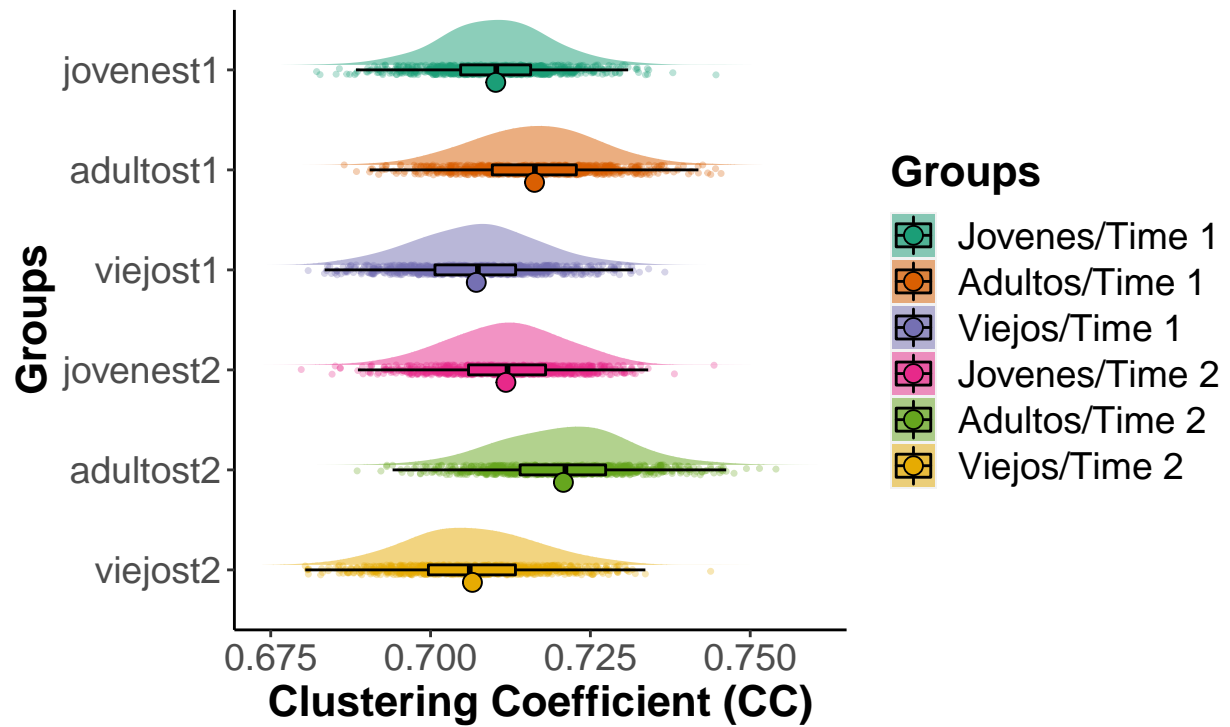 Groups
jovenest1
adultost1
viejost1
jovenest2
adultost2
viejost2
0.675 0.700 0.725 0.750
Clustering Coefficient (CC)
Groups
Jovenes/Time 1
Adultos/Time 1
Viejos/Time 1
Jovenes/Time 2
Adultos/Time 2
Viejos/Time 2